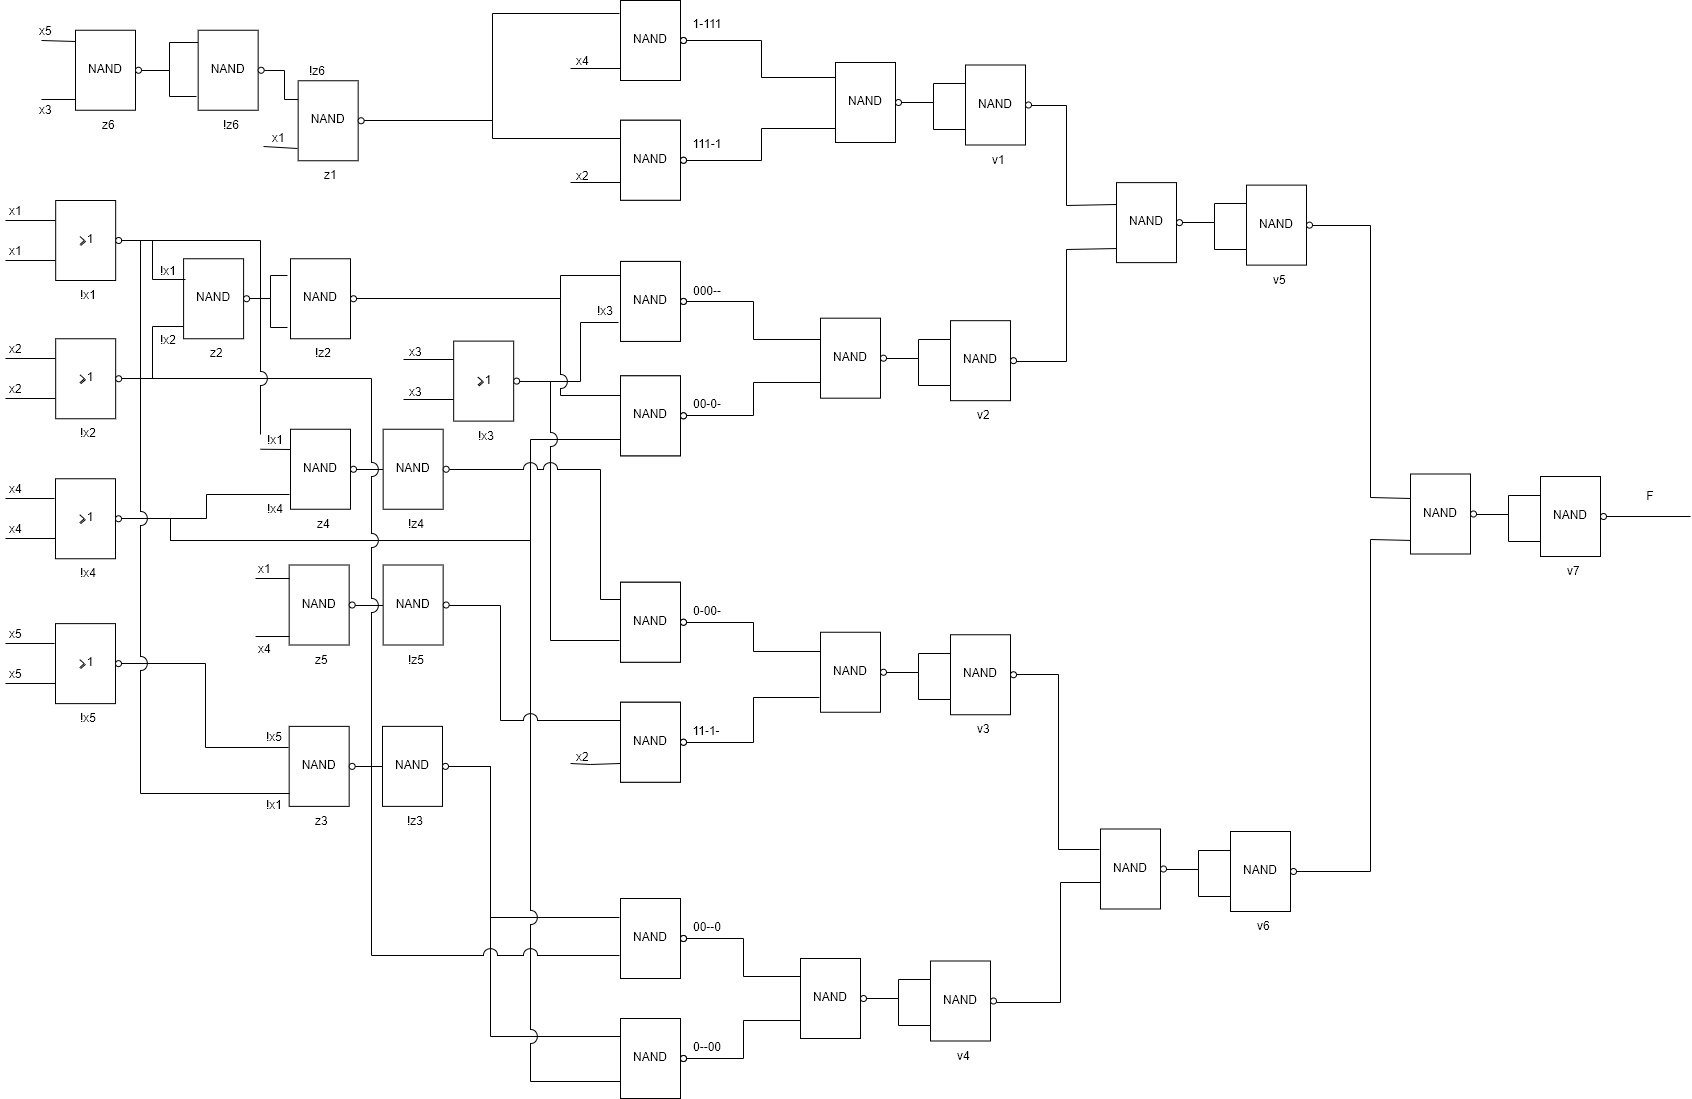 1-111
x5
NAND
NAND
NAND
x4
!z6
x3
z6
!z6
NAND
x1
z1
NAND
111-1
x2
NAND
NAND
v1
x1
x1
⩾1
!x1
!x1
NAND
!x2
z2
NAND
!z2
!x3
NAND
000--
NAND
NAND
v5
x2
x2
⩾1
!x2
x3
x3
⩾1
!x3
NAND
00-0-
NAND
NAND
v2
x4
x4
⩾1
!x4
!x1
NAND
!x4
z4
NAND
!z4
x1
NAND
x4
z5
NAND
!z5
NAND
0-00-
NAND
NAND
v7
F
x5
x5
⩾1
!x5
!x5
NAND
!x1
z3
NAND
!z3
NAND
11-1-
x2
NAND
NAND
v3
NAND
00--0
NAND
NAND
v6
NAND
0--00
NAND
NAND
v4